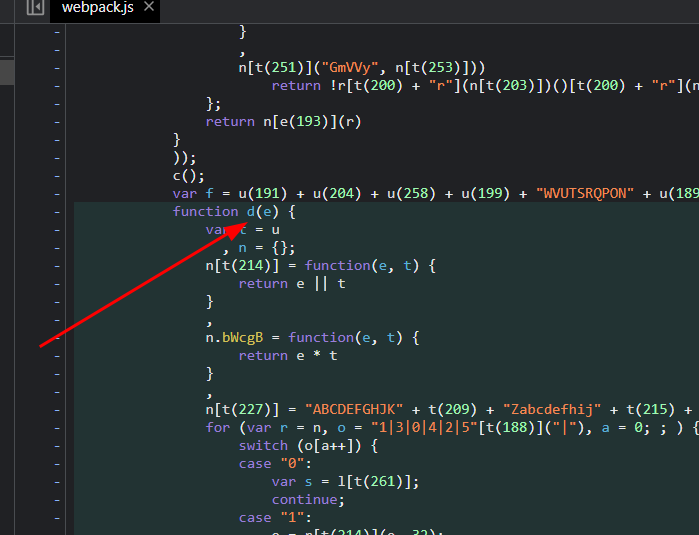 webpack.js ×
- }
- ,
- n[t(251)]("GmVVy", n[t(253)]))
- return !r[t(200) + "r"](n[t(203)])()[t(200) + "r"](n
- };
- return n[e(193)](r)
- }
- ));
- c();
- var f = u(191) + u(204) + u(258) + u(199) + "WVUTSRQPON" + u(189
- function d(e) {
- var t = u
- , n = {};
- n[t(214)] = function(e, t) {
- return e || t
- }
- ,
- n.bWcgB = function(e, t) {
- return e * t
- }
- ,
- n[t(227)] = "ABCDEFGHJK" + t(209) + "Zabcdefhij" + t(215) +
- for (var r = n, o = "1|3|0|4|2|5"[t(188)]("|"), a = 0; ; ) {
- switch (o[a++]) {
- case "0":
- var s = l[t(261)];
- continue;
- case "1":